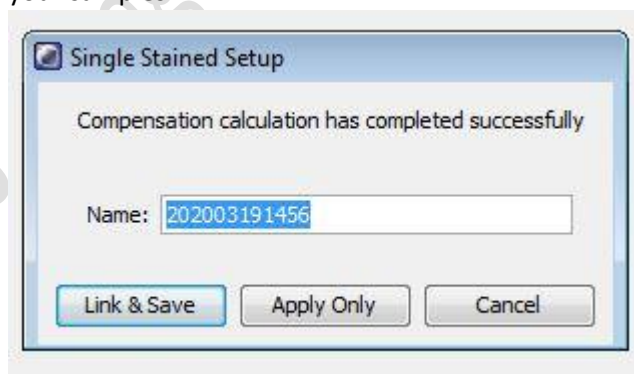 Single Stained Setup
Compensation calculation has completed successfully
Name: 202003191456
Link & Save Apply Only Cancel